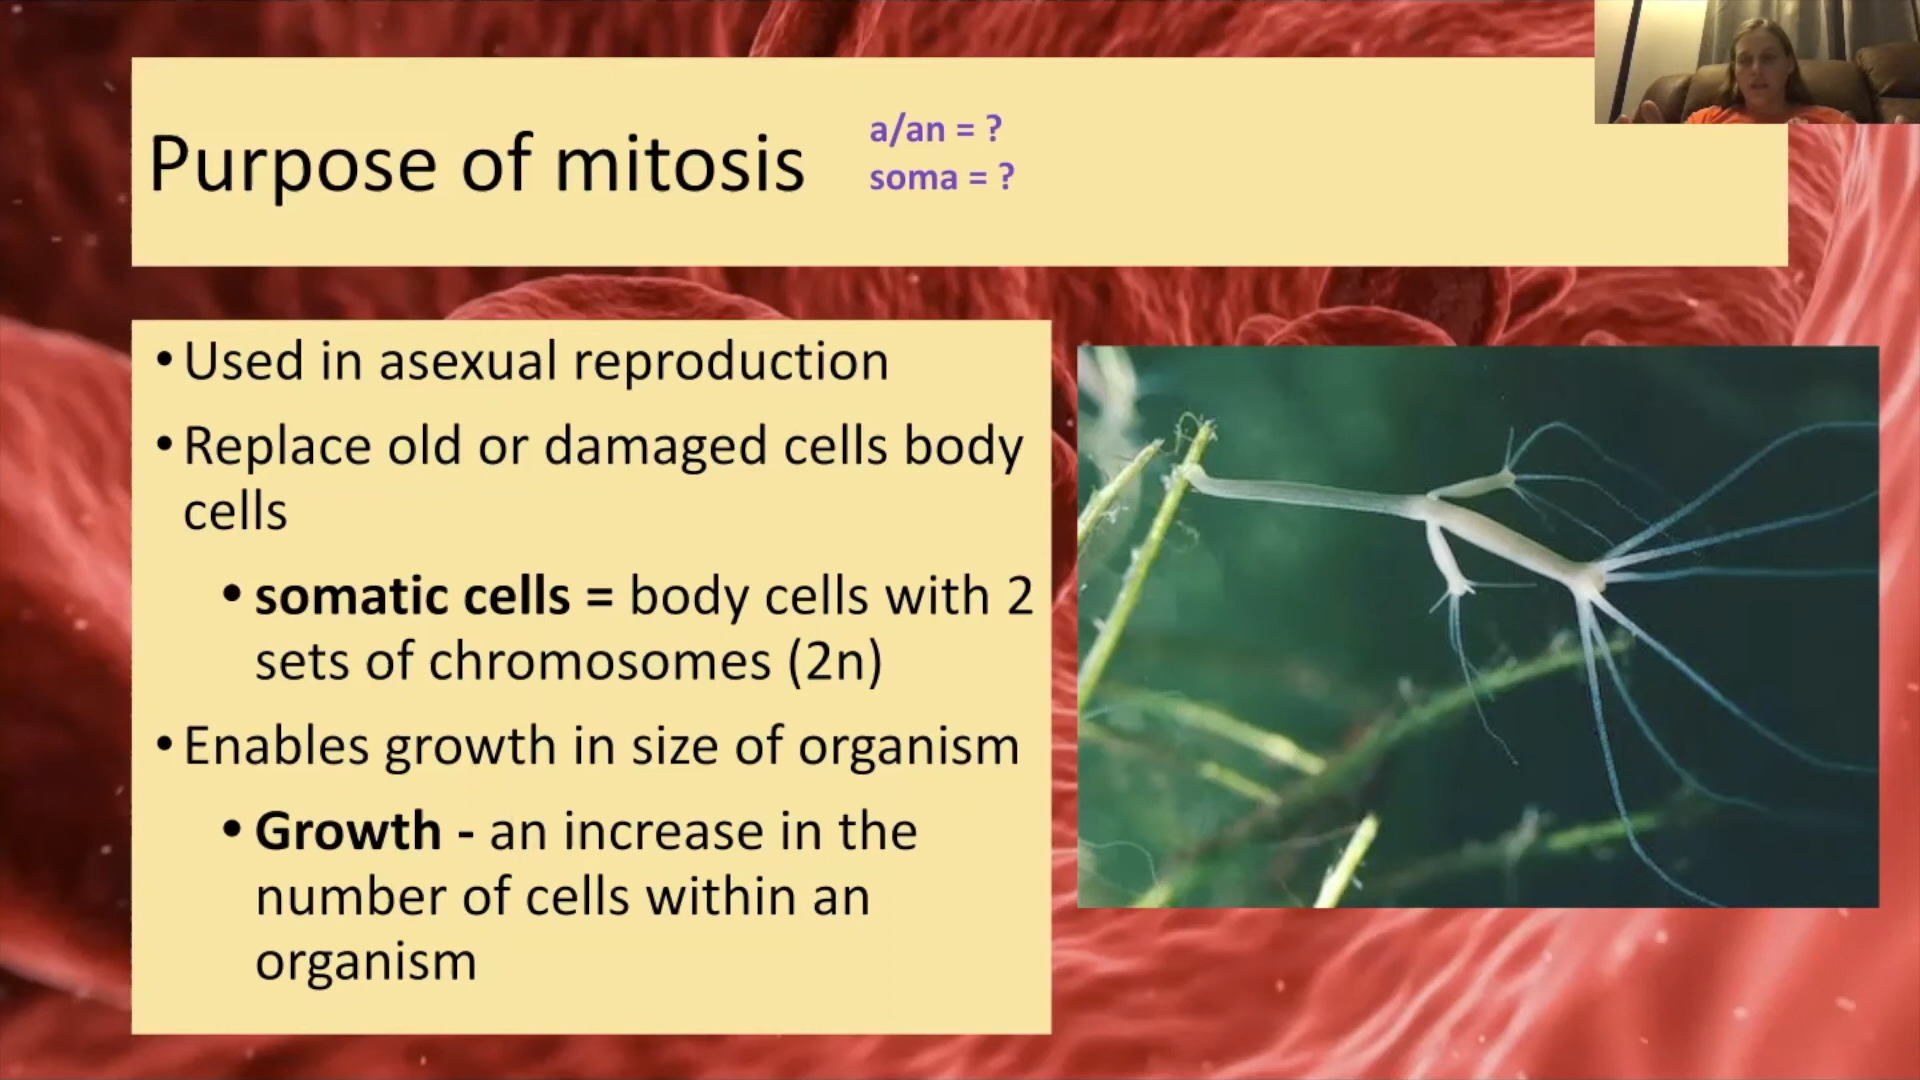 Purpose of mitosis
a/an = ?
soma = ?
• Used in asexual reproduction
• Replace old or damaged cells body
cells
• somatic cells = body cells with 2
sets of chromosomes (2n)
• Enables growth in size of organism
• Growth - an increase in the
number of cells within an
organism